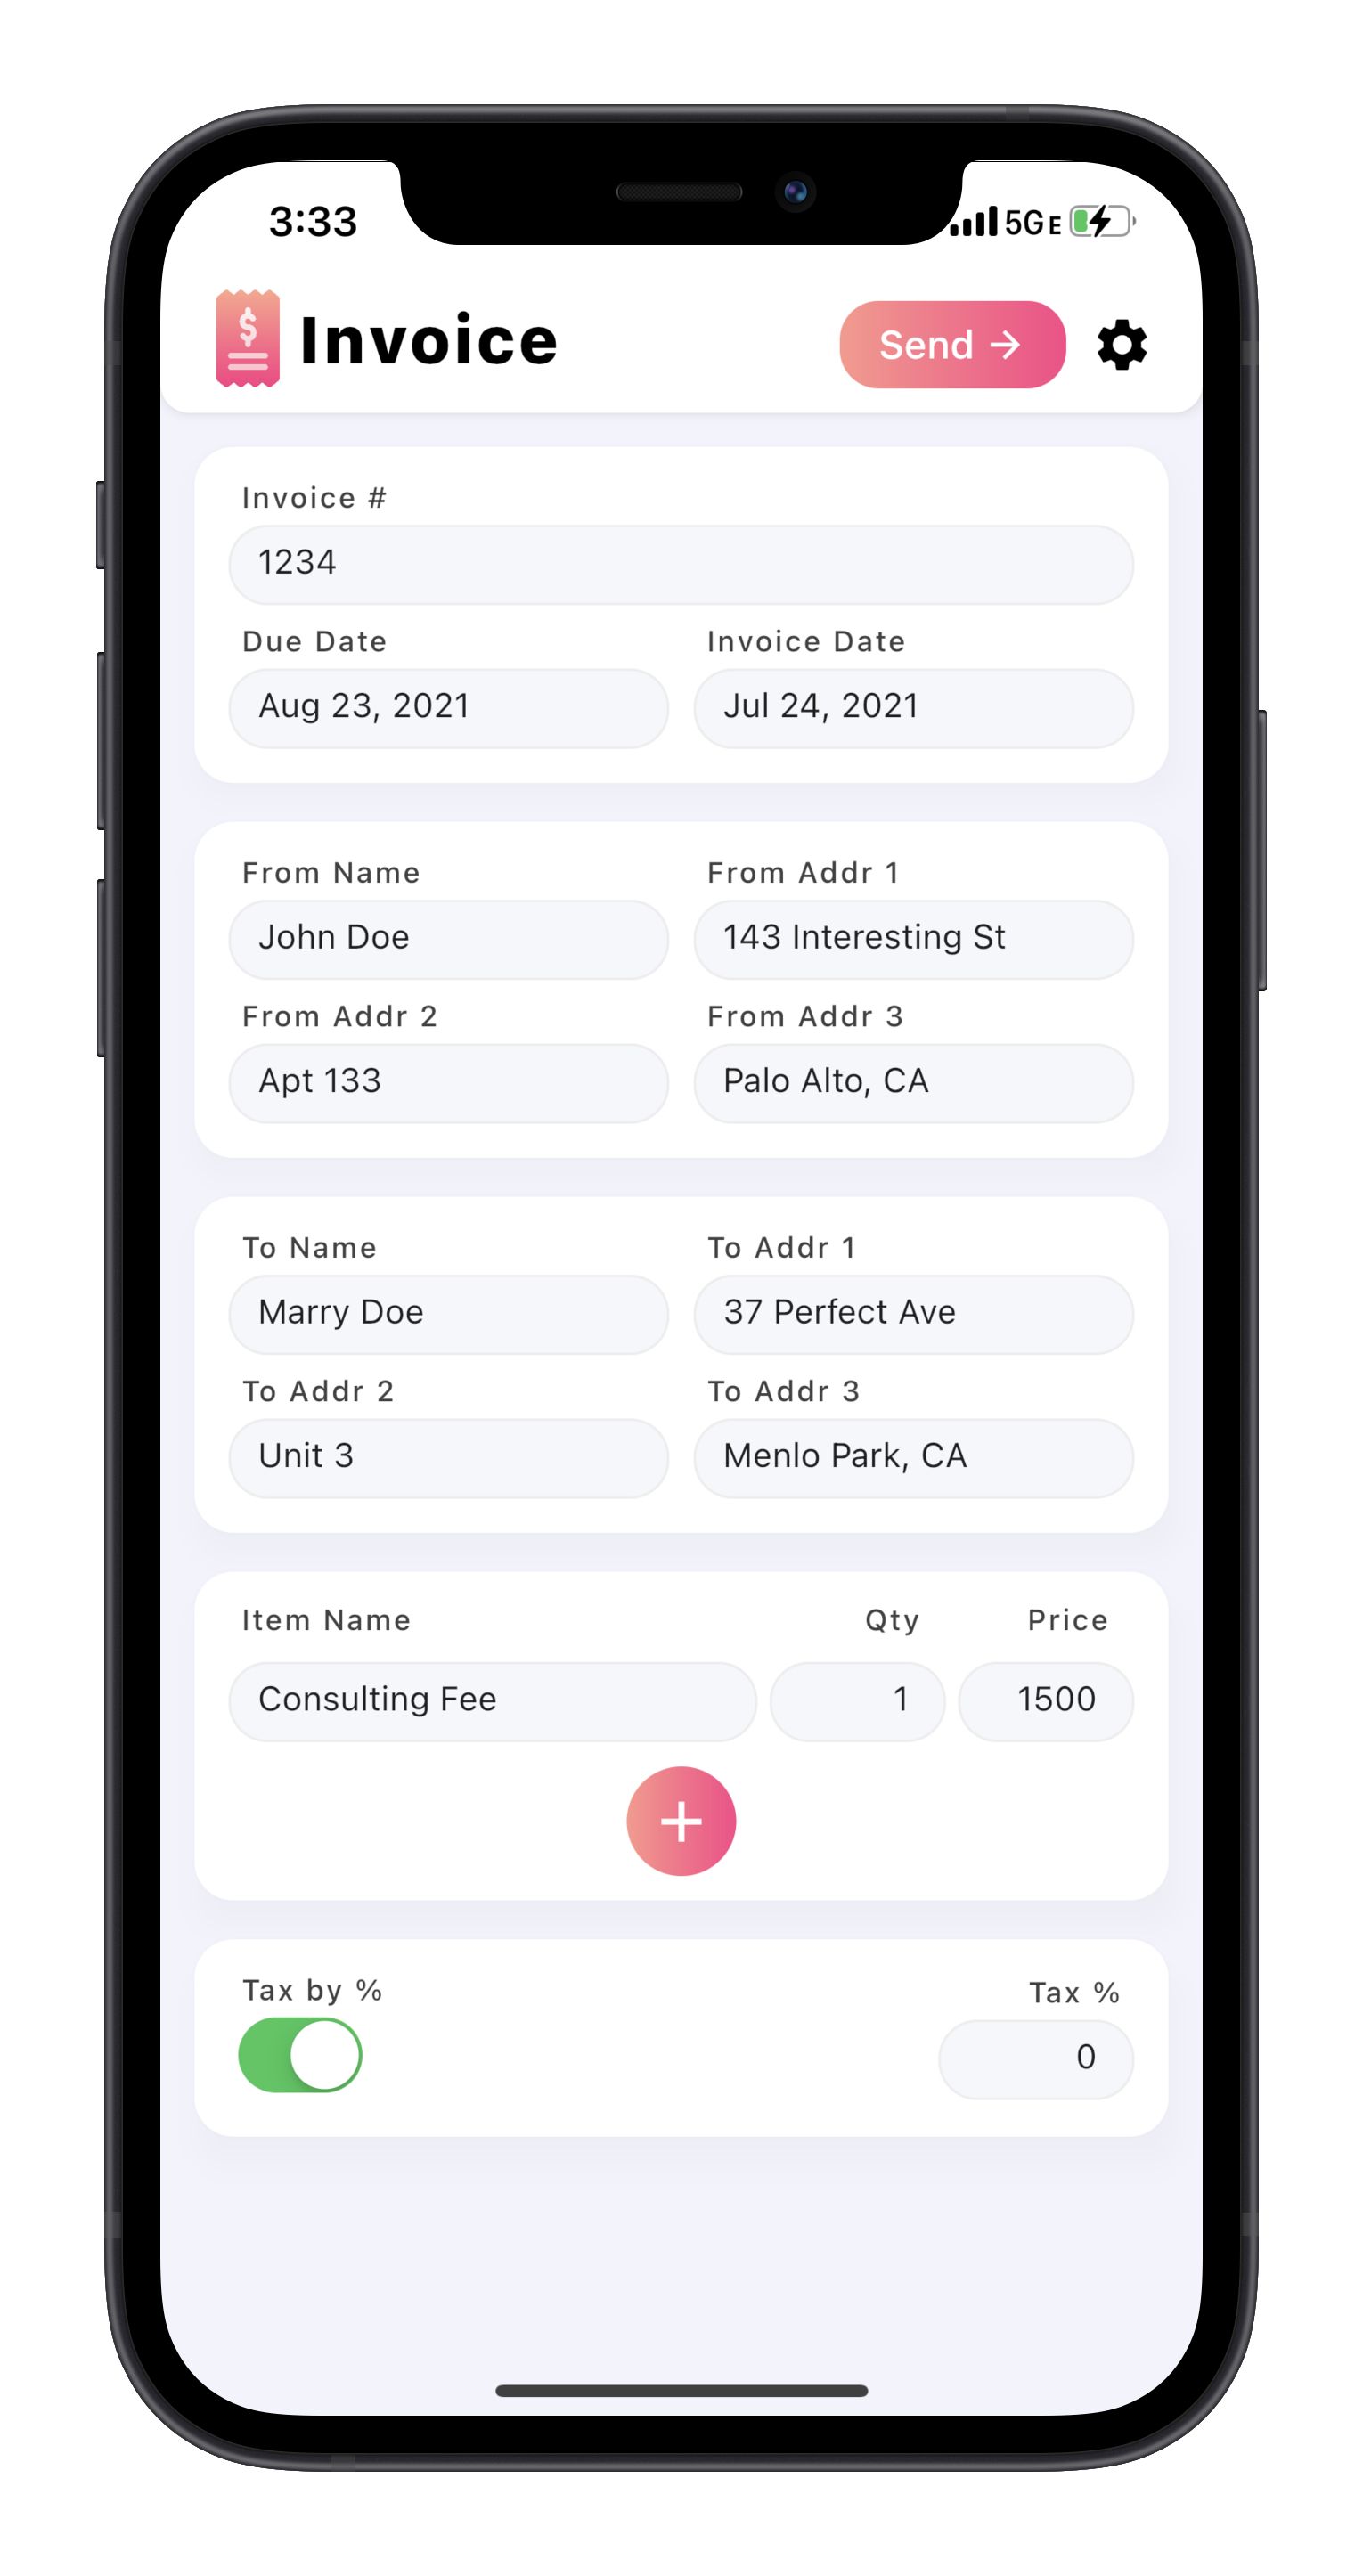 3:33 5GE
$
Invoice Send →
Invoice #
1234
Due Date Invoice Date
Aug 23, 2021 Jul 24, 2021
From Name From Addr 1
John Doe 143 Interesting St
From Addr 2 From Addr 3
Apt 133 Palo Alto, CA
To Name To Addr 1
Marry Doe 37 Perfect Ave
To Addr 2 To Addr 3
Unit 3 Menlo Park, CA
Item Name Qty Price
Consulting Fee 1 1500
+
Tax by % Tax %
0